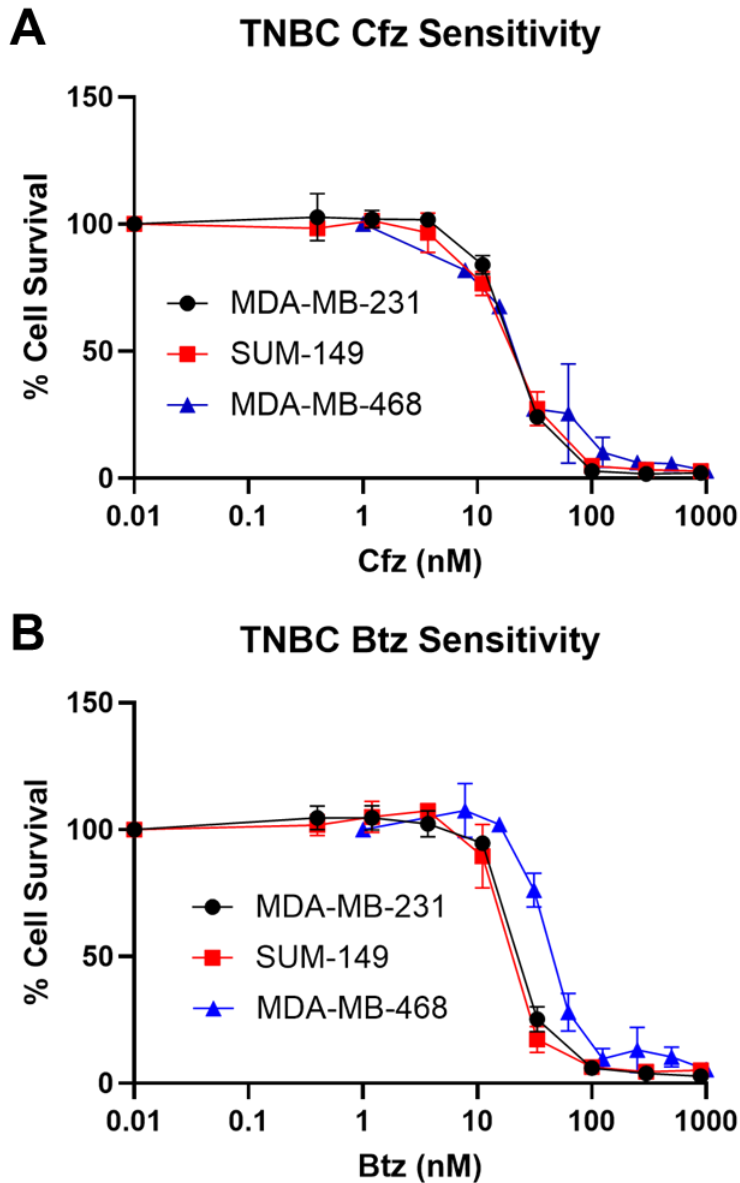 A
TNBC Cfz Sensitivity
150
100
50
0
% Cell Survival
MDA-MB-231
SUM-149
MDA-MB-468
0.01 0.1 1 10 100 1000
Cfz (nM)
B
TNBC Btz Sensitivity
150
100
50
0
% Cell Survival
MDA-MB-231
SUM-149
MDA-MB-468
0.01 0.1 1 10 100 1000
Btz (nM)